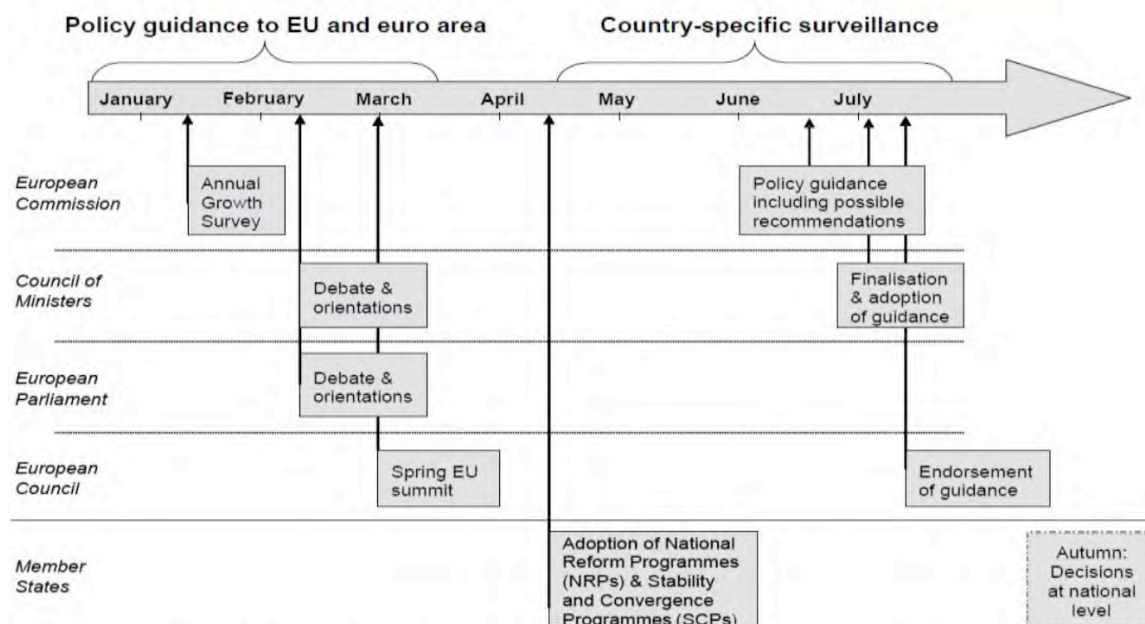 Policy guidance to EU and euro area
Country-specific surveillance
January February March April May June July
European
Commission
Annual
Growth
Survey
Policy guidance
including possible
recommendations
Council of
Ministers
Debate &
orientations
Finalisation
& adoption
of guidance
European
Parliament
Debate &
orientations
European
Council
Spring EU
summit
Endorsement
of guidance
Member
States
Adoption of National
Reform Programmes
(NRPs) & Stability
and Convergence
Programmes (SCPs)
Autumn:
Decisions
at national
level